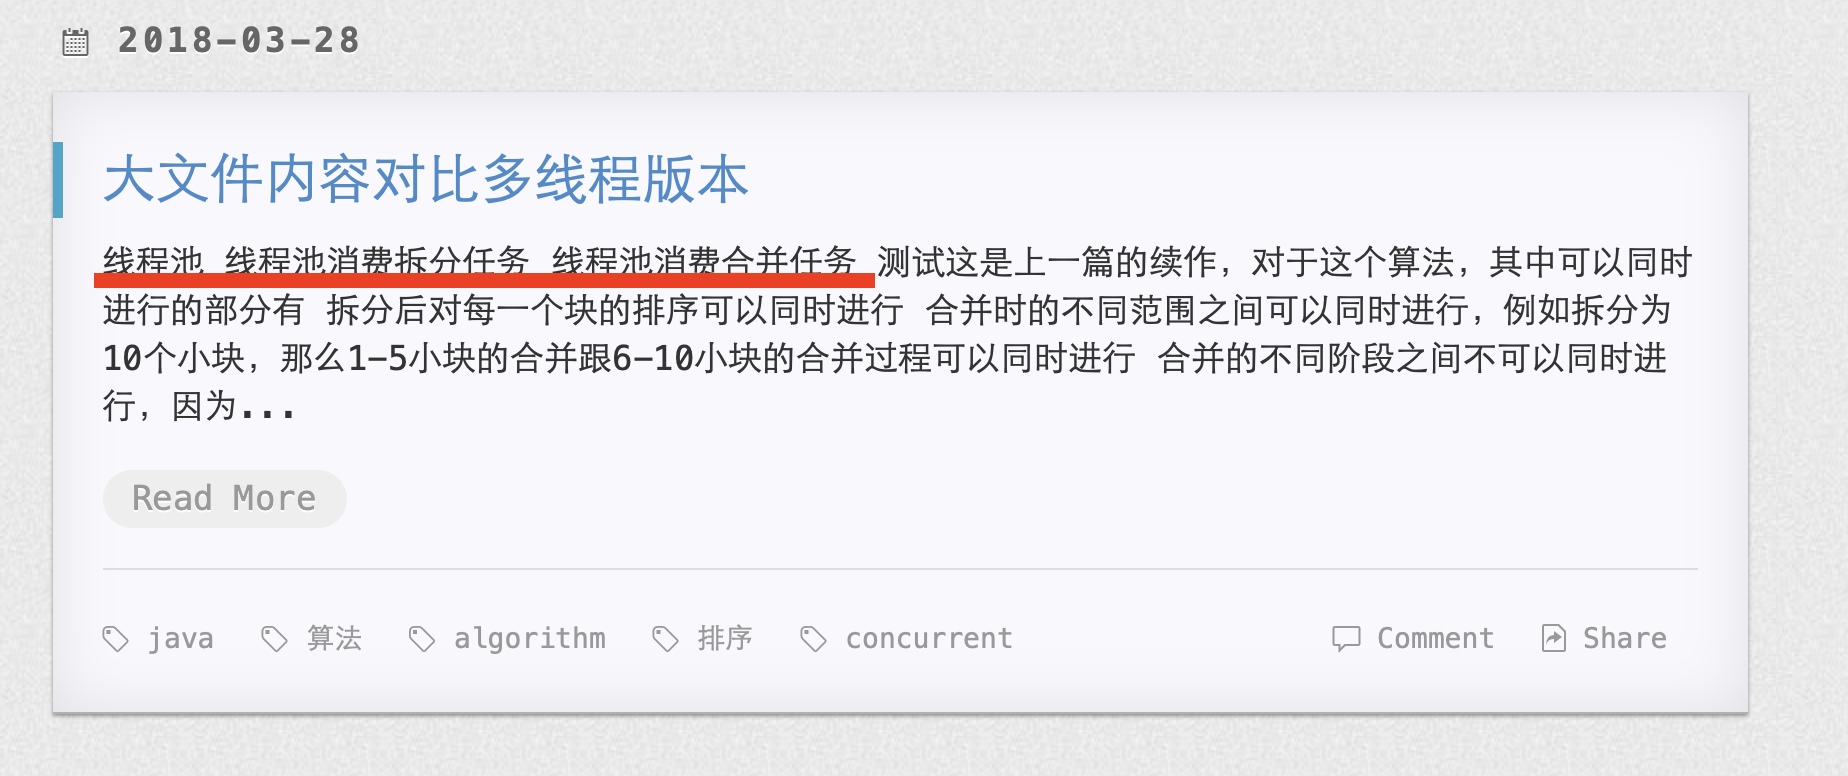 2018-03-28
大文件内容对比多线程版本
线程池 线程池消费拆分任务 线程池消费合并任务 测试这是上一篇的续作，对于这个算法，其中可以同时
进行的部分有 拆分后对每一个块的排序可以同时进行 合并时的不同范围之间可以同时进行，例如拆分为
10个小块，那么1-5小块的合并跟6-10小块的合并过程可以同时进行 合并的不同阶段之间不可以同时进
行，因为...
Read More
java 算法 algorithm 排序 concurrent Comment Share